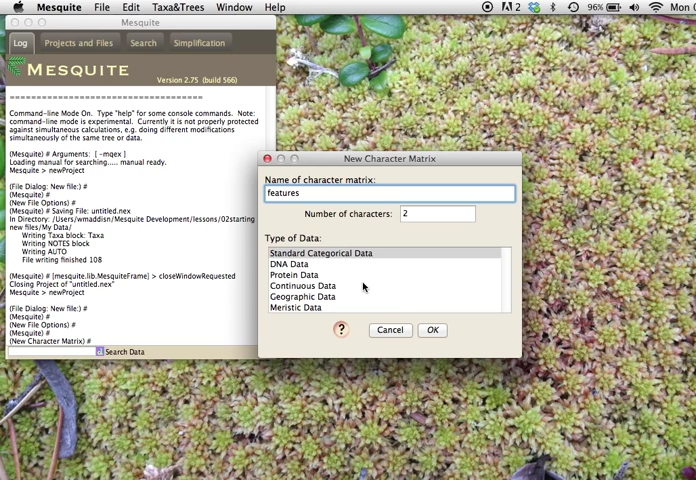 Mesquite File Edit Taxa&Trees Window Help 2 96% Mon
Mesquite
Log Projects and Files Search Simplification
MESQUITE
Version 2.75 (build 566)
===================================
Command-line Mode On. Type "help" for some console commands. Note:
command-line mode is experimental. Currently it is not properly protected
against simultaneous calculations, e.g. doing different modifications
simultaneously of the same tree or data.
(Mesquite) # Arguments: [ -mqex ]
Loading manual for searching..... manual ready.
Mesquite > newProject
(File Dialog: New file:) #
(Mesquite) #
(New File Options) #
(Mesquite) # Saving File: untitled.nex
In Directory: /Users/wmaddisn/Mesquite Development/lessons/02starting
new files/My Data/
Writing Taxa block: Taxa
Writing NOTES block
Writing AUTO
File writing finished 108
(Mesquite) # [mesquite.lib.MesquiteFrame] > closeWindowRequested
Closing Project of "untitled.nex"
Mesquite > newProject
(File Dialog: New file:) #
(Mesquite) #
(New File Options) #
(Mesquite) #
(New Character Matrix) #
Search Data
New Character Matrix
Name of character matrix:
features
Number of characters: 2
Type of Data:
Standard Categorical Data
DNA Data
Protein Data
Continuous Data
Geographic Data
Meristic Data
? Cancel OK